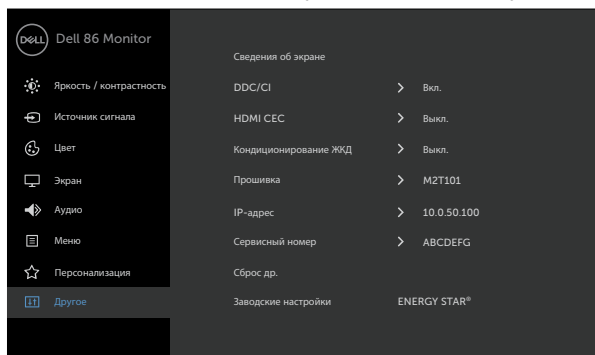 DELL Dell 86 Monitor
Яркость / контрастность
Источник сигнала
Цвет
Экран
Аудио
Меню
Персонализация
Другое
Сведения об экране
DDC/CI > Вкл.
HDMI CEC > Выкл.
Кондиционирование ЖКД > Выкл.
Прошивка > M2T101
IP-адрес > 10.0.50.100
Сервисный номер > ABCDEFG
Сброс др.
Заводские настройки ENERGY STAR®